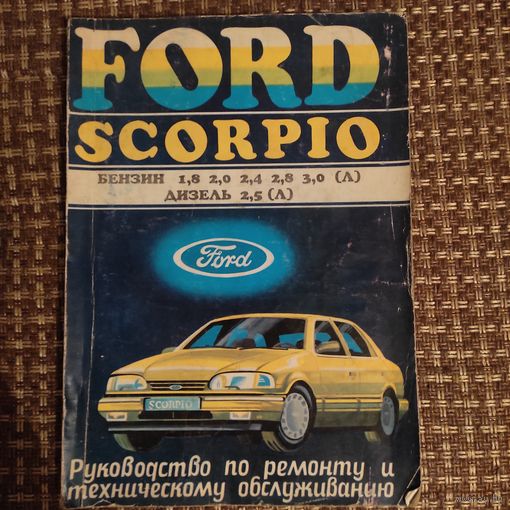 FORD
SCORPIO
БЕНЗИН 1,8 2,0 2,4 2,8 3,0 (Л)
ДИЗЕЛЬ 2,5 (Л)
Ford
SCORPIO
Руководство по ремонту и
техническому обслуживанию